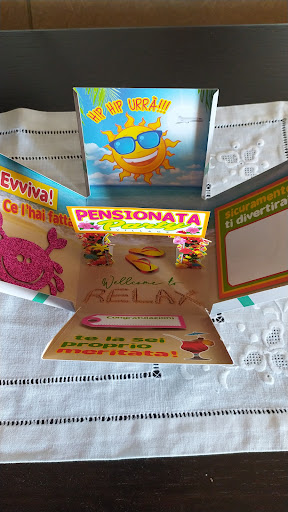 HIP HIP URRÀ!!!
Evviva!
Ce l'hai fatta
PENSIONATA
sicuramente
ti divertirai
Welcome to
RELAX
Congratulazioni
te la sei
proprio
meritata!